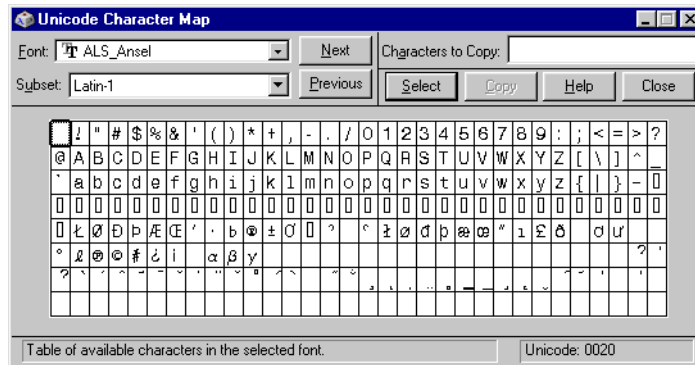 Unicode Character Map
Font: ALS_Ansel Next Characters to Copy:
Subset: Latin-1 Previous Select Copy Help Close
! " # $ % & ' ( ) * + , - . / 0 1 2 3 4 5 6 7 8 9 : ; < = > ?
@ A B C D E F G H I J K L M N O P Q R S T U V W X Y Z [ \ ] ^ _
` a b c d e f g h i j k l m n o p q r s t u v w x y z { | } ~
Ł Ø Đ Þ Æ Œ ʹ · ♭ ® ± Ơ ʼ ʻ ł ø đ þ æ œ ʺ ı £ ð ơ ư
° ℓ ℗ © ♯ ¿ ¡ α β γ
Table of available characters in the selected font. Unicode: 0020